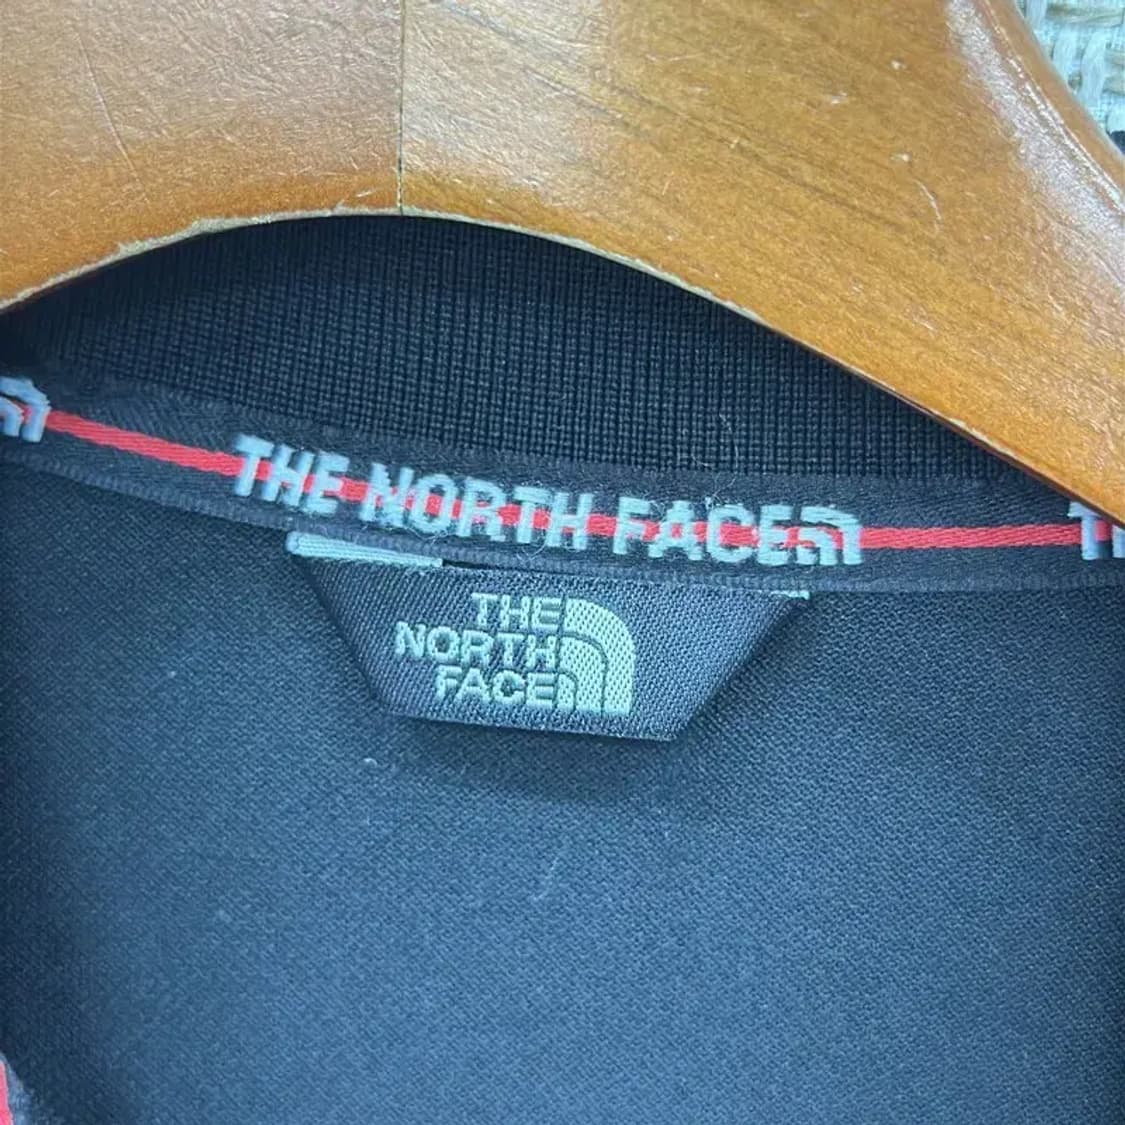 THE NORTH FACE
THE
NORTH
FACE